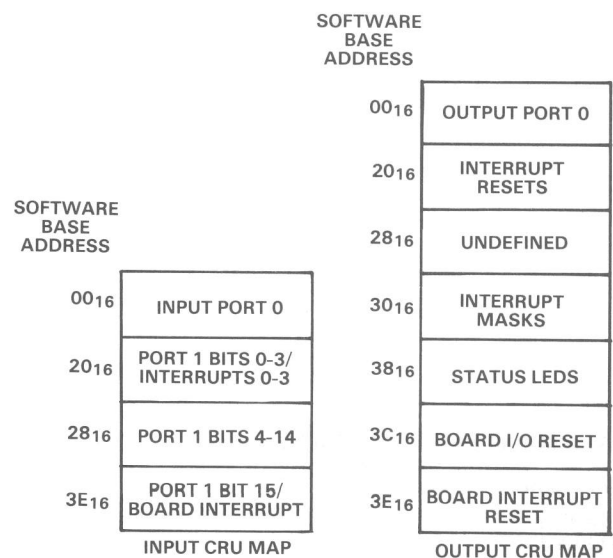 SOFTWARE
BASE
ADDRESS
00₁₆
INPUT PORT 0
20₁₆
PORT 1 BITS 0-3/
INTERRUPTS 0-3
28₁₆
PORT 1 BITS 4-14
3E₁₆
PORT 1 BIT 15/
BOARD INTERRUPT
INPUT CRU MAP
SOFTWARE
BASE
ADDRESS
00₁₆
OUTPUT PORT 0
20₁₆
INTERRUPT
RESETS
28₁₆
UNDEFINED
30₁₆
INTERRUPT
MASKS
38₁₆
STATUS LEDS
3C₁₆
BOARD I/O RESET
3E₁₆
BOARD INTERRUPT
RESET
OUTPUT CRU MAP